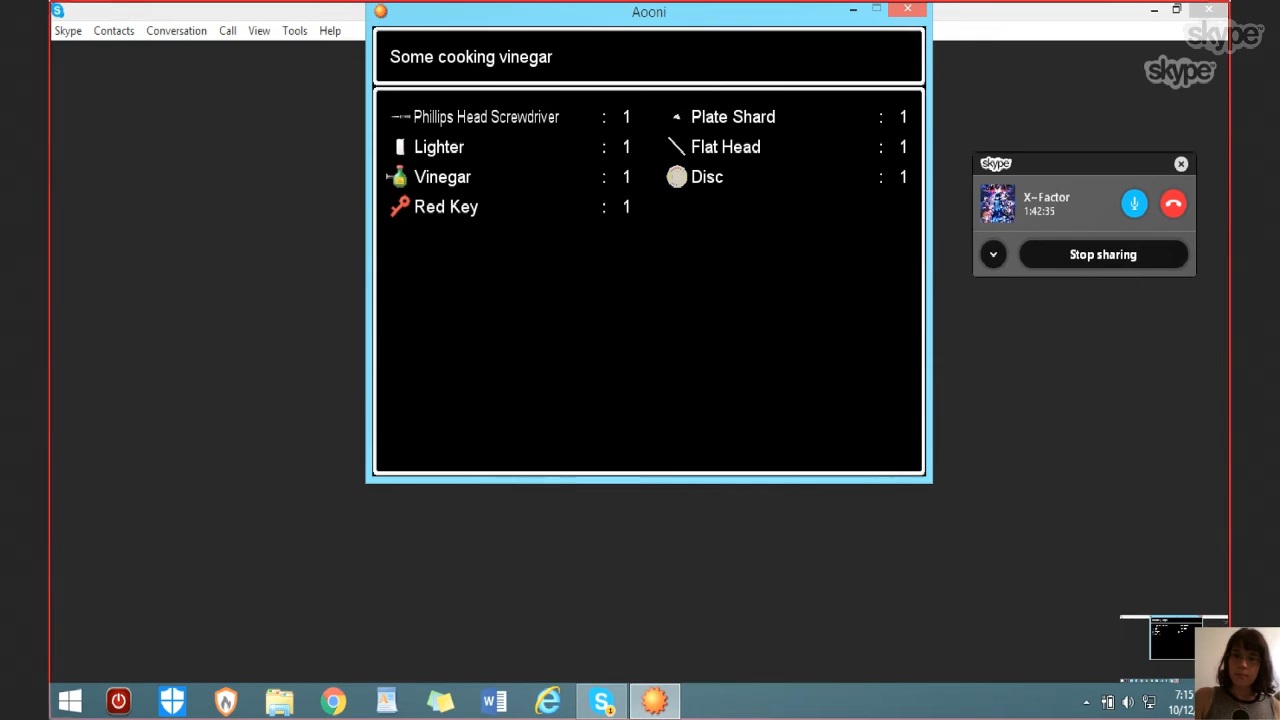 Aooni
skype
Skype Contacts Conversation Call View Tools Help
skype
Some cooking vinegar
Phillips Head Screwdriver : 1 Plate Shard : 1
Lighter : 1 Flat Head : 1
Vinegar : 1 Disc : 1
Red Key : 1
skype
X~Factor
1:42:35
Stop sharing
7:15
10/12